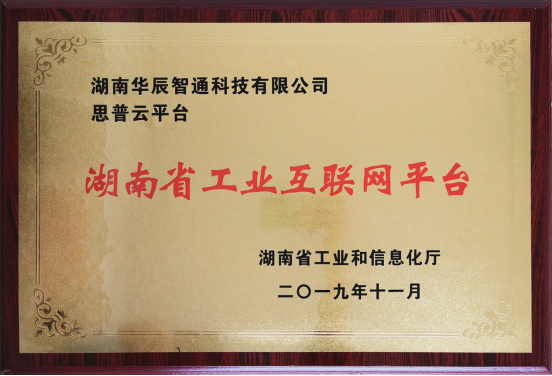 湖南华辰智通科技有限公司
思普云平台
湖南省工业互联网平台
湖南省工业和信息化厅
二〇一九年十一月